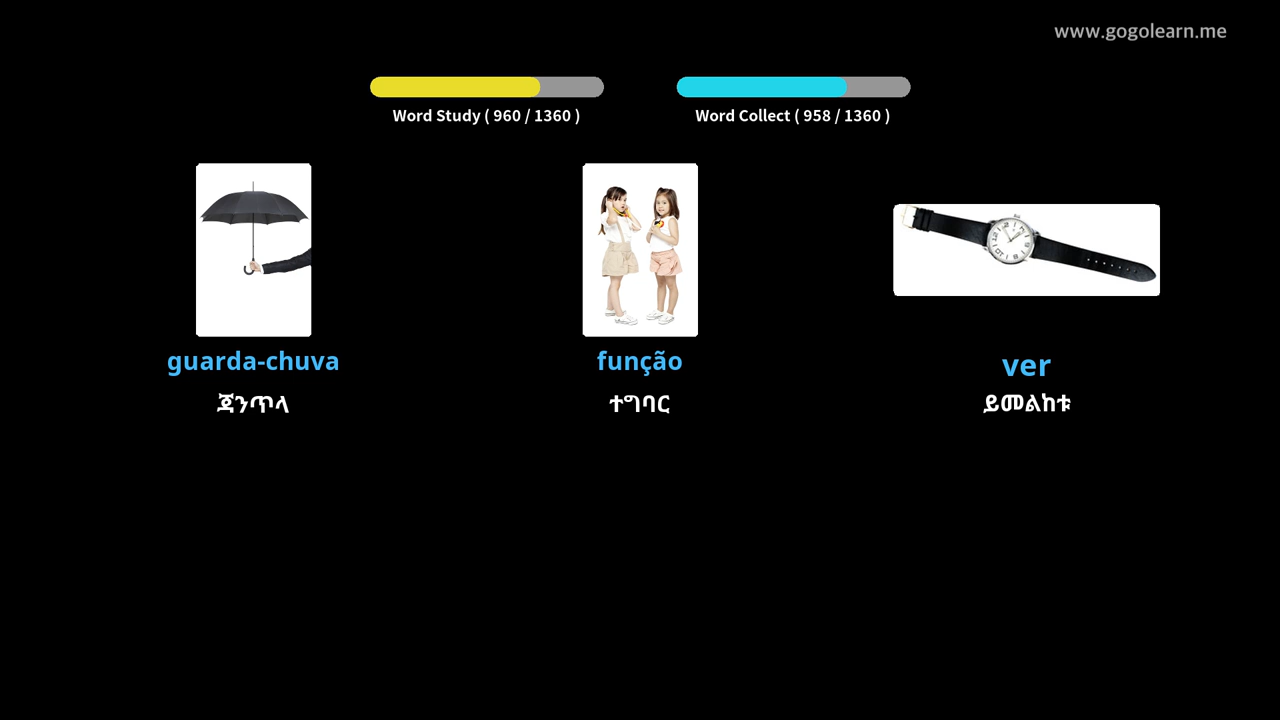 www.gogolearn.me
Word Study ( 960 / 1360 )
Word Collect ( 958 / 1360 )
guarda-chuva
função
ver
ጃንጥላ
ተግባር
ይመልከቱ